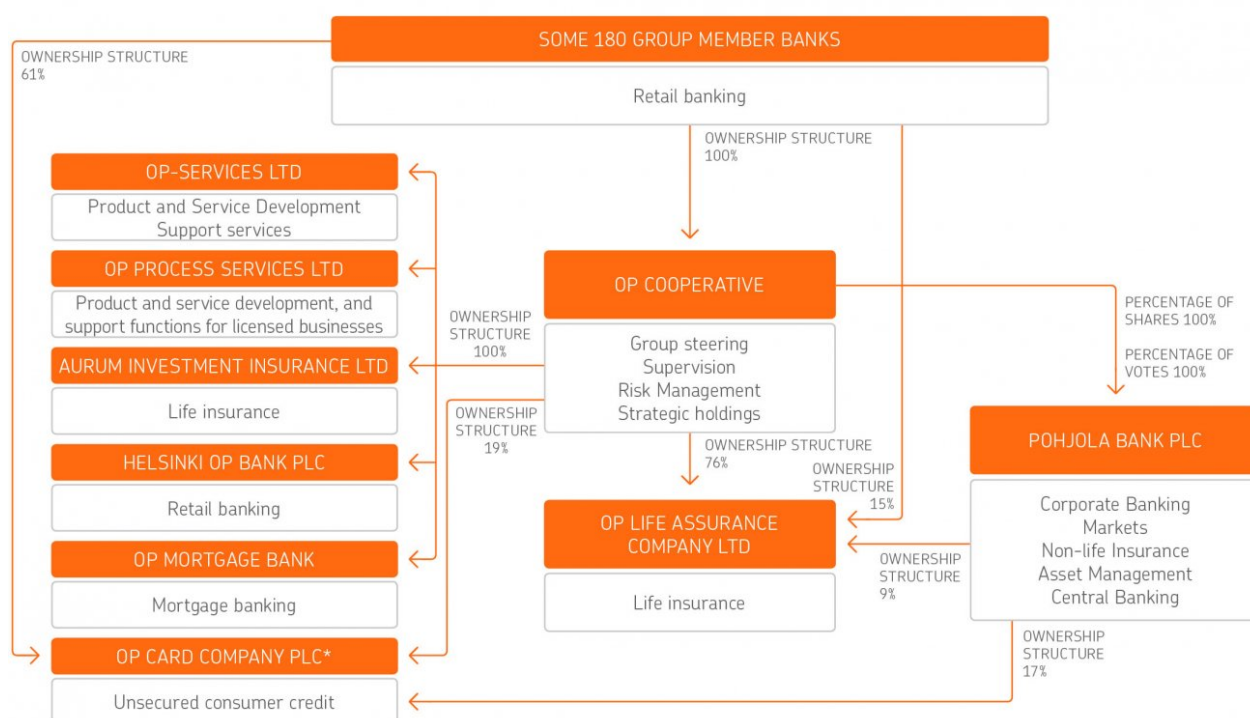 SOME 180 GROUP MEMBER BANKS
Retail banking
OWNERSHIP STRUCTURE
61%
OWNERSHIP STRUCTURE
100%
OP-SERVICES LTD
Product and Service Development
Support services
OP PROCESS SERVICES LTD
Product and service development, and
support functions for licensed businesses
AURUM INVESTMENT INSURANCE LTD
Life insurance
HELSINKI OP BANK PLC
Retail banking
OP MORTGAGE BANK
Mortgage banking
OP CARD COMPANY PLC*
Unsecured consumer credit
OWNERSHIP
STRUCTURE
100%
OWNERSHIP
STRUCTURE
19%
OP COOPERATIVE
Group steering
Supervision
Risk Management
Strategic holdings
OWNERSHIP STRUCTURE
76%
OWNERSHIP
STRUCTURE
15%
OP LIFE ASSURANCE
COMPANY LTD
Life insurance
PERCENTAGE OF
SHARES 100%
PERCENTAGE OF
VOTES 100%
POHJOLA BANK PLC
Corporate Banking
Markets
Non-life Insurance
Asset Management
Central Banking
OWNERSHIP
STRUCTURE
9%
OWNERSHIP
STRUCTURE
17%